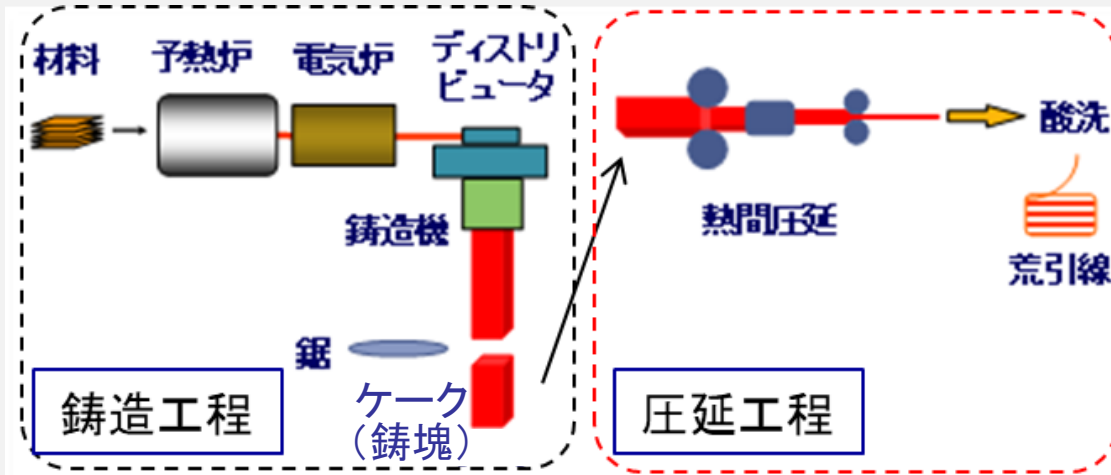 材料
予熱炉
電気炉
ディストリ
ビュータ
鋳造機
鋸
ケーク
(鋳塊)
鋳造工程
熱間圧延
酸洗
荒引線
圧延工程